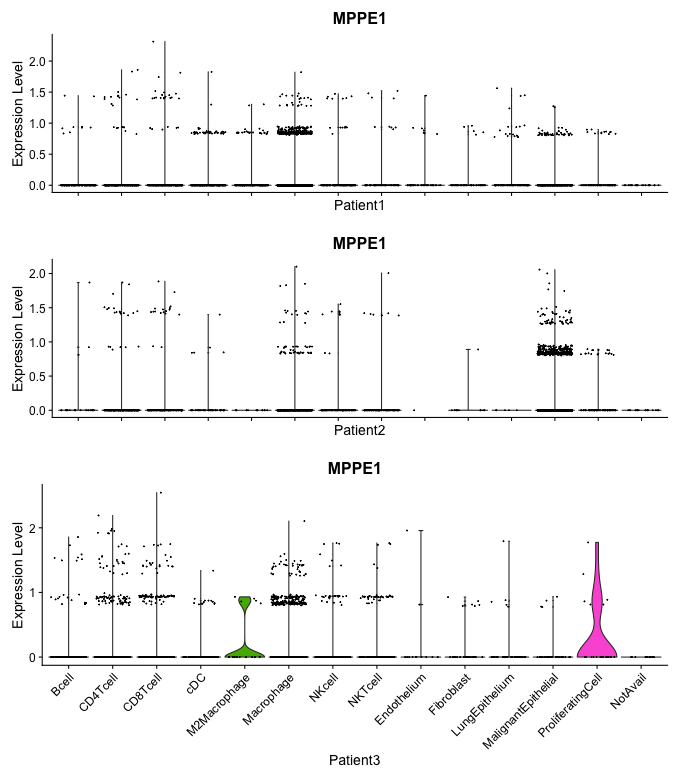 MPPE1
Expression Level
2.0
1.5
1.0
0.5
0.0
Patient1
MPPE1
Expression Level
2.0
1.5
1.0
0.5
0.0
Patient2
MPPE1
Expression Level
2
1
0
Bcell
CD4Tcell
CD8Tcell
cDC
M2Macrophage
Macrophage
NKcell
NKTcell
Endothelium
Fibroblast
LungEpithelium
MalignantEpithelial
ProliferatingCell
NotAvail
Patient3